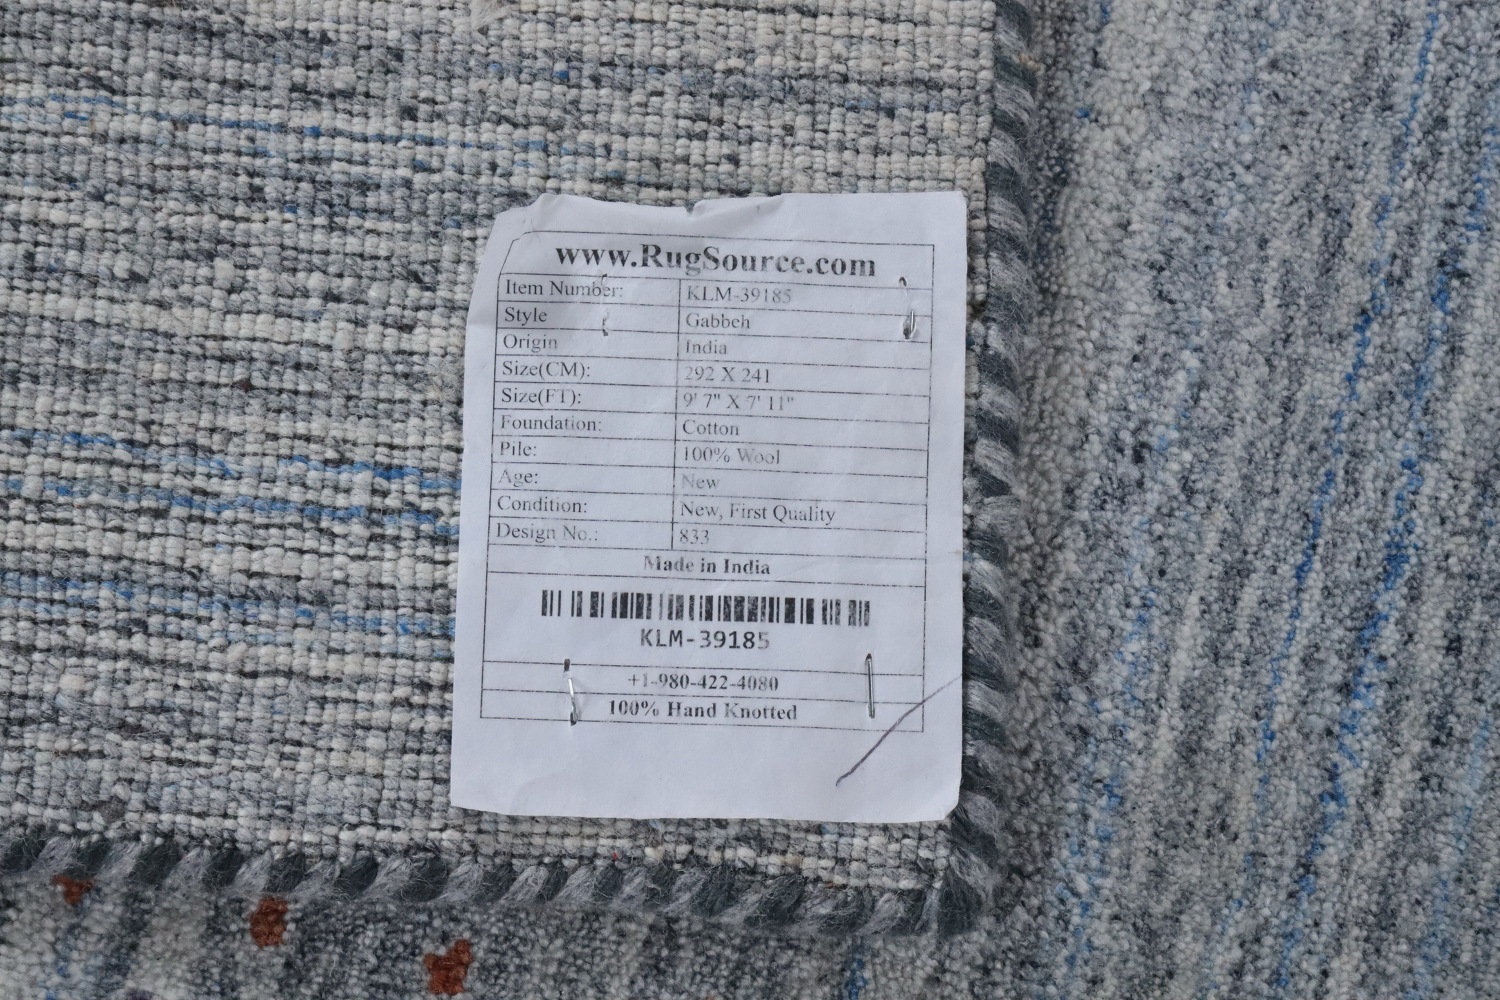 www.RugSource.com
Item Number: KLM-39185
Style Gabbeh
Origin India
Size(CM): 292 X 241
Size(FT): 9' 7" X 7' 11"
Foundation: Cotton
Pile: 100% Wool
Age: New
Condition: New, First Quality
Design No.: 833
Made in India
KLM-39185
+1-980-422-4080
100% Hand Knotted